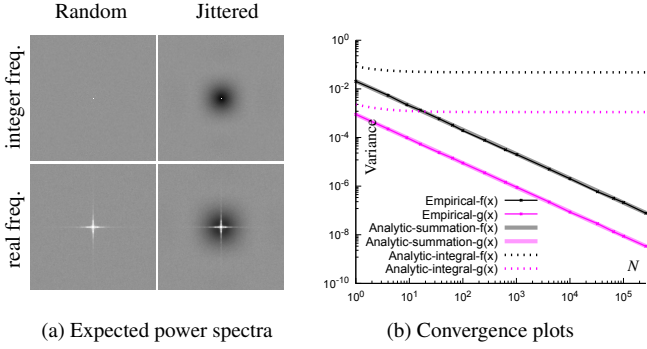 Random Jittered
integer freq.
real freq.
(a) Expected power spectra
10^0
10^-2
10^-4
10^-6
10^-8
10^-10
Variance
Empirical-f(x)
Empirical-g(x)
Analytic-summation-f(x)
Analytic-summation-g(x)
Analytic-integral-f(x)
Analytic-integral-g(x)
N
10^0 10^1 10^2 10^3 10^4 10^5
(b) Convergence plots